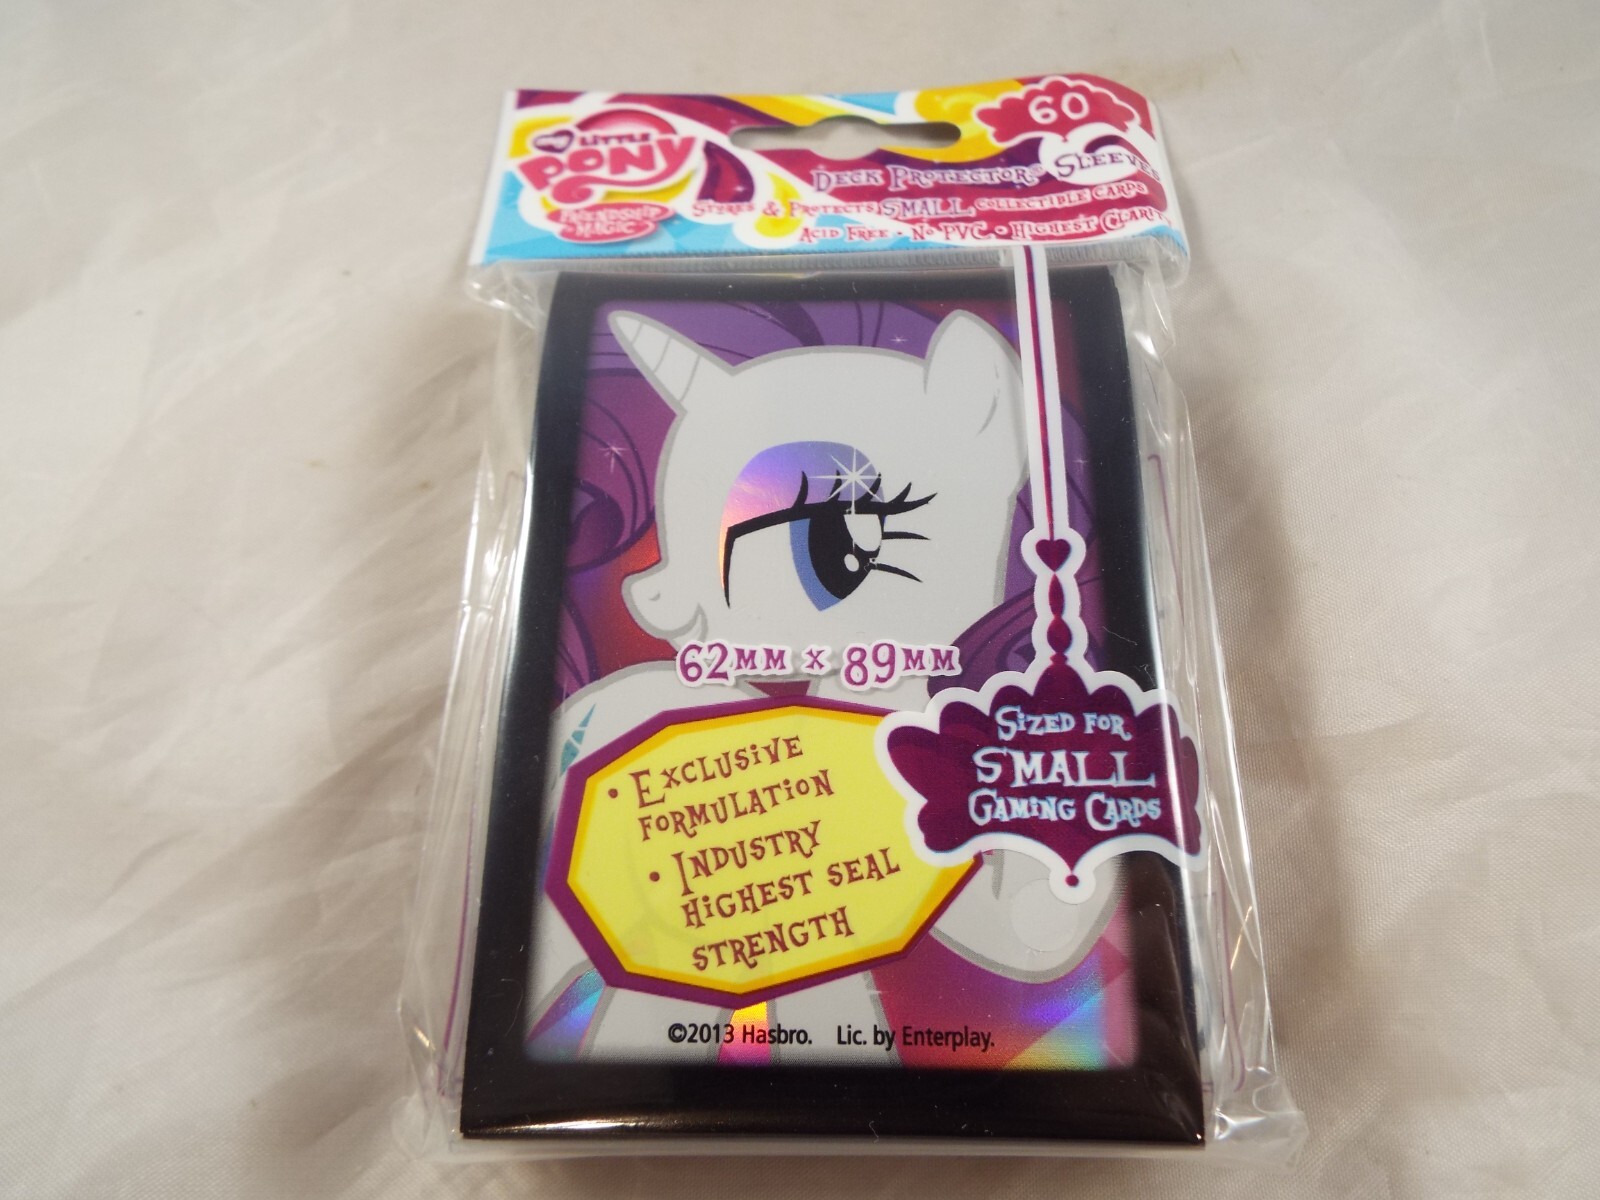 MY LITTLE
PONY
FRIENDSHIP
IS MAGIC
60
DECK PROTECTOR® SLEEVES
STORES & PROTECTS SMALL COLLECTIBLE CARDS
ACID FREE • NO PVC • HIGHEST CLARITY
62MM X 89MM
SIZED FOR
SMALL
GAMING CARDS
• EXCLUSIVE
FORMULATION
• INDUSTRY
HIGHEST SEAL
STRENGTH
©2013 Hasbro. Lic. by Enterplay.